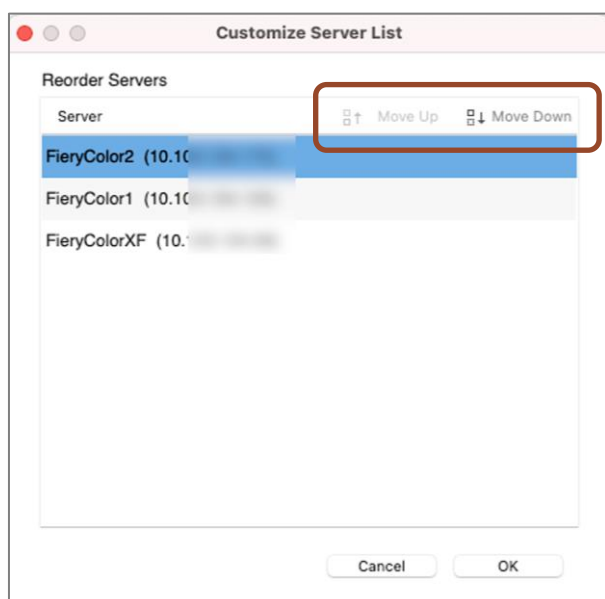 Customize Server List
Reorder Servers
Server Move Up Move Down
FieryColor2 (10.10
FieryColor1 (10.10
FieryColorXF (10.
Cancel OK